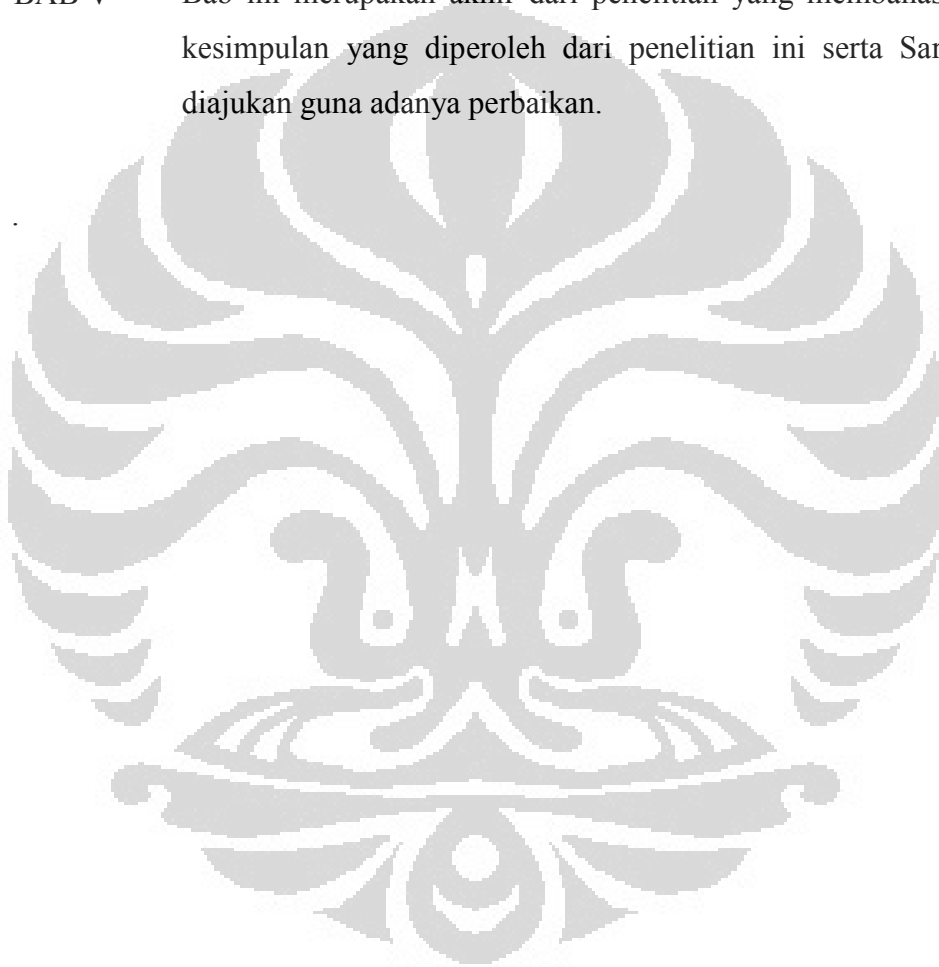 BAB V Bab ini merupakan akhir dari penelitian yang membahas
kesimpulan yang diperoleh dari penelitian ini serta
diajukan guna adanya perbaikan.
.